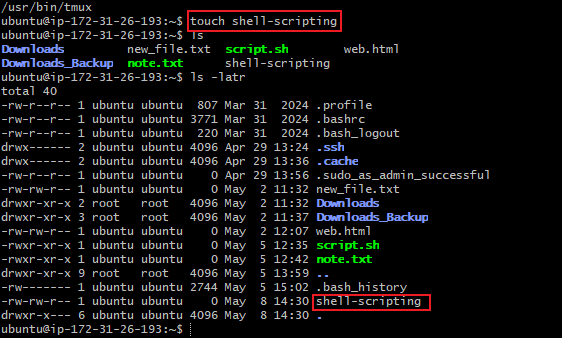 /usr/bin/tmux
ubuntu@ip-172-31-26-193:~$ touch shell-scripting
ubuntu@ip-172-31-26-193:~$ ls
Downloads         new_file.txt  script.sh        web.html
Downloads_Backup  note.txt      shell-scripting
ubuntu@ip-172-31-26-193:~$ ls -latr
total 40
-rw-r--r-- 1 ubuntu ubuntu  807 Mar 31  2024 .profile
-rw-r--r-- 1 ubuntu ubuntu 3771 Mar 31  2024 .bashrc
-rw-r--r-- 1 ubuntu ubuntu  220 Mar 31  2024 .bash_logout
drwx------ 2 ubuntu ubuntu 4096 Apr 29 13:24 .ssh
drwx------ 2 ubuntu ubuntu 4096 Apr 29 13:36 .cache
-rw-r--r-- 1 ubuntu ubuntu    0 Apr 29 13:56 .sudo_as_admin_successful
-rw-rw-r-- 1 ubuntu ubuntu    0 May  2 11:32 new_file.txt
drwxr-xr-x 2 root   root   4096 May  2 11:32 Downloads
drwxr-xr-x 3 root   root   4096 May  2 11:37 Downloads_Backup
-rw-rw-r-- 1 ubuntu ubuntu    0 May  2 12:07 web.html
-rwxr-xr-x 1 ubuntu ubuntu    0 May  5 12:35 script.sh
-rwxr-xr-x 1 ubuntu ubuntu    0 May  5 12:44 note.txt
drwxr-xr-x 9 root   root   4096 May  5 13:59 ..
-rw------- 1 ubuntu ubuntu 2744 May  5 15:02 .bash_history
-rw-rw-r-- 1 ubuntu ubuntu    0 May  8 14:30 shell-scripting
drwxr-x--- 6 ubuntu ubuntu 4096 May  8 14:30 .
ubuntu@ip-172-31-26-193:~$